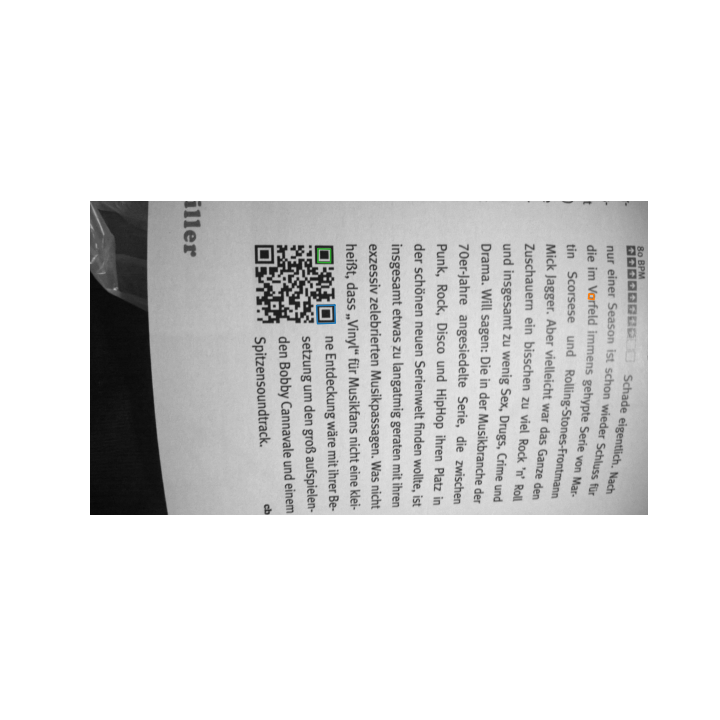 80 BPM
Schade eigentlich. Nach
nur einer Season ist schon wieder Schluss für
die im Vorfeld immens gehypte Serie von Mar-
tin Scorsese und Rolling-Stones-Frontmann
Mick Jagger. Aber vielleicht war das Ganze den
Zuschauern ein bisschen zu viel Rock 'n' Roll
und insgesamt zu wenig Sex, Drugs, Crime und
Drama. Will sagen: Die in der Musikbranche der
70er-Jahre angesiedelte Serie, die zwischen
Punk, Rock, Disco und HipHop ihren Platz in
der schönen neuen Serienwelt finden wollte, ist
insgesamt etwas zu langatmig geraten mit ihren
exzessiv zelebrierten Musikpassagen. Was nicht
heißt, dass „Vinyl“ für Musikfans nicht eine klei-
ne Entdeckung wäre mit ihrer Be-
setzung um den groß aufspielen-
den Bobby Cannavale und einem
Spitzensoundtrack.
cb
iller